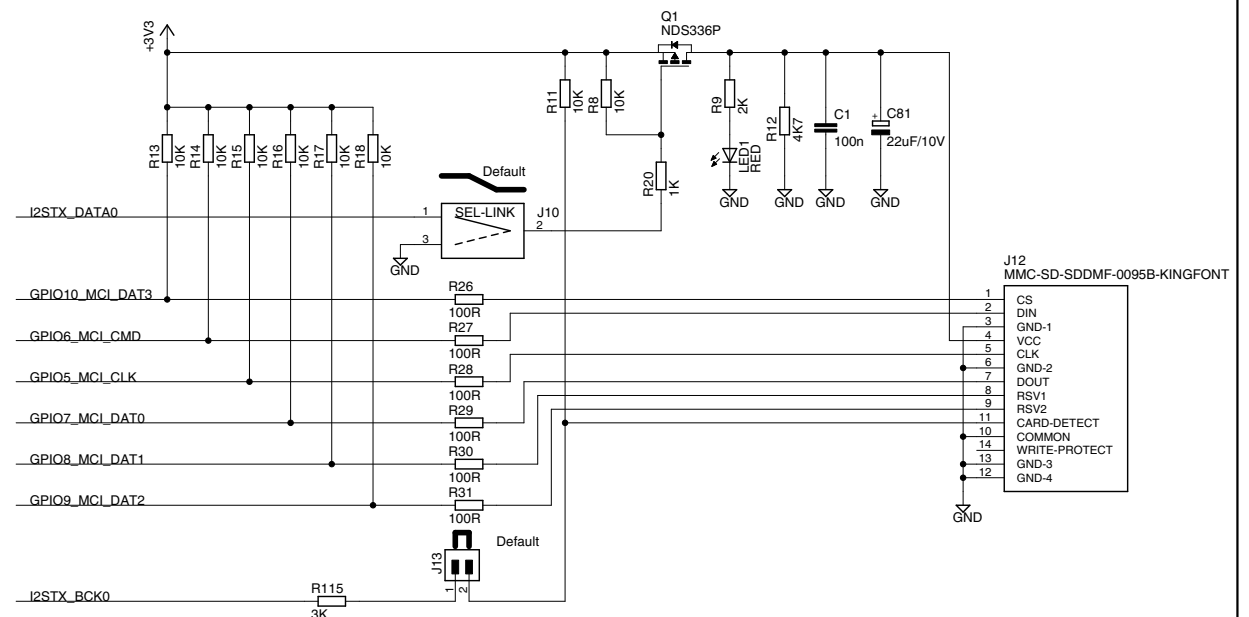 +3V3
Q1
NDS336P
R11
10K
R8
10K
R9
2K
R12
4K7
C1
100n
+
C81
22uF/10V
R13
10K
R14
10K
R15
10K
R16
10K
R17
10K
R18
10K
LED1
RED
R20
1K
GND
GND
GND
GND
Default
I2STX_DATA0
1
SEL-LINK
J10
2
3
GND
J12
MMC-SD-SDDMF-0095B-KINGFONT
GPIO10_MCI_DAT3
R26
100R
GPIO6_MCI_CMD
R27
100R
GPIO5_MCI_CLK
R28
100R
GPIO7_MCI_DAT0
R29
100R
GPIO8_MCI_DAT1
R30
100R
GPIO9_MCI_DAT2
R31
100R
1 CS
2 DIN
3 GND-1
4 VCC
5 CLK
6 GND-2
7 DOUT
8 RSV1
9 RSV2
11 CARD-DETECT
10 COMMON
14 WRITE-PROTECT
13 GND-3
12 GND-4
GND
Default
J13
1
2
I2STX_BCK0
R115
3K